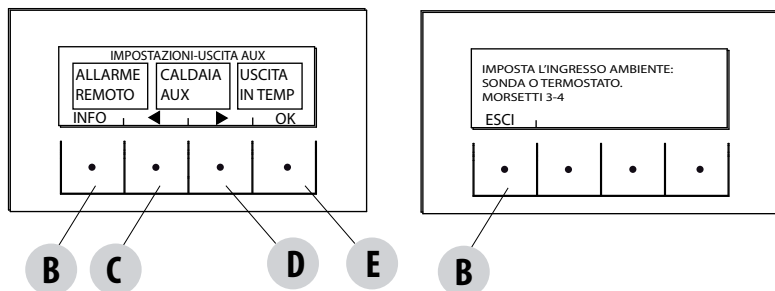 IMPOSTAZIONI-USCITA AUX
ALLARME REMOTO
CALDAIA AUX
USCITA IN TEMP
INFO ◀ ▶ OK
B C D E
IMPOSTA L'INGRESSO AMBIENTE:
SONDA O TERMOSTATO.
MORSETTI 3-4
ESCI
B